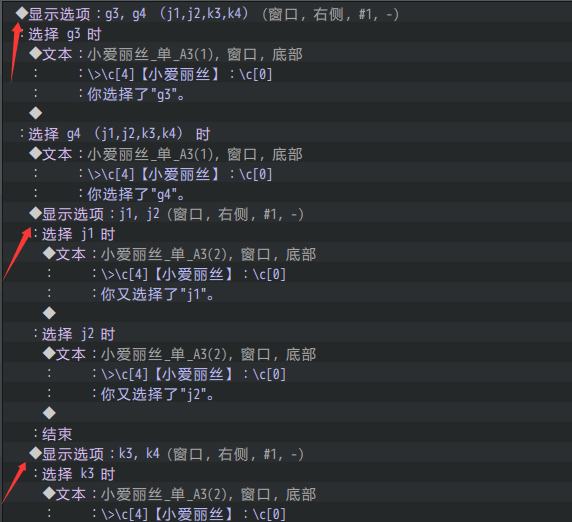 ◆显示选项：g3, g4 （j1,j2,k3,k4） (窗口, 右侧, #1, -)
：选择 g3 时
◆文本：小爱丽丝_单_A3(1), 窗口, 底部
：　：\>\c[4]【小爱丽丝】：\c[0]
：　：你选择了"g3"。
◆
：选择 g4 （j1,j2,k3,k4） 时
◆文本：小爱丽丝_单_A3(1), 窗口, 底部
：　：\>\c[4]【小爱丽丝】：\c[0]
：　：你选择了"g4"。
◆显示选项：j1, j2 (窗口, 右侧, #1, -)
：选择 j1 时
◆文本：小爱丽丝_单_A3(2), 窗口, 底部
：　：\>\c[4]【小爱丽丝】：\c[0]
：　：你又选择了"j1"。
◆
：选择 j2 时
◆文本：小爱丽丝_单_A3(2), 窗口, 底部
：　：\>\c[4]【小爱丽丝】：\c[0]
：　：你又选择了"j2"。
◆
：结束
◆显示选项：k3, k4 (窗口, 右侧, #1, -)
：选择 k3 时
◆文本：小爱丽丝_单_A3(2), 窗口, 底部
：　：\>\c[4]【小爱丽丝】：\c[0]